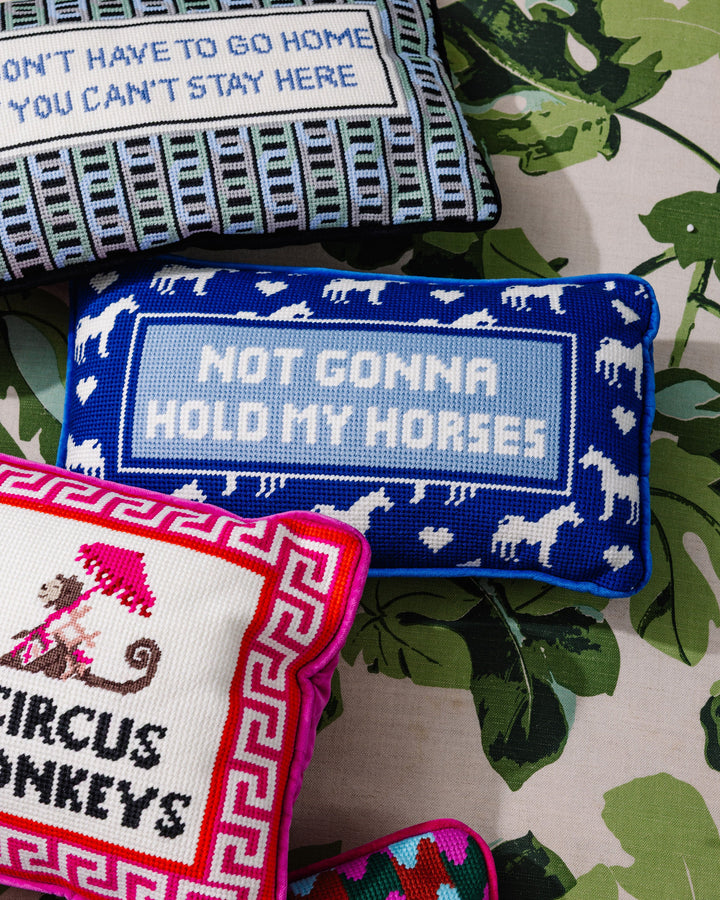 ON'T HAVE TO GO HOME
YOU CAN'T STAY HERE
NOT GONNA
HOLD MY HORSES
CIRCUS
ONKEYS